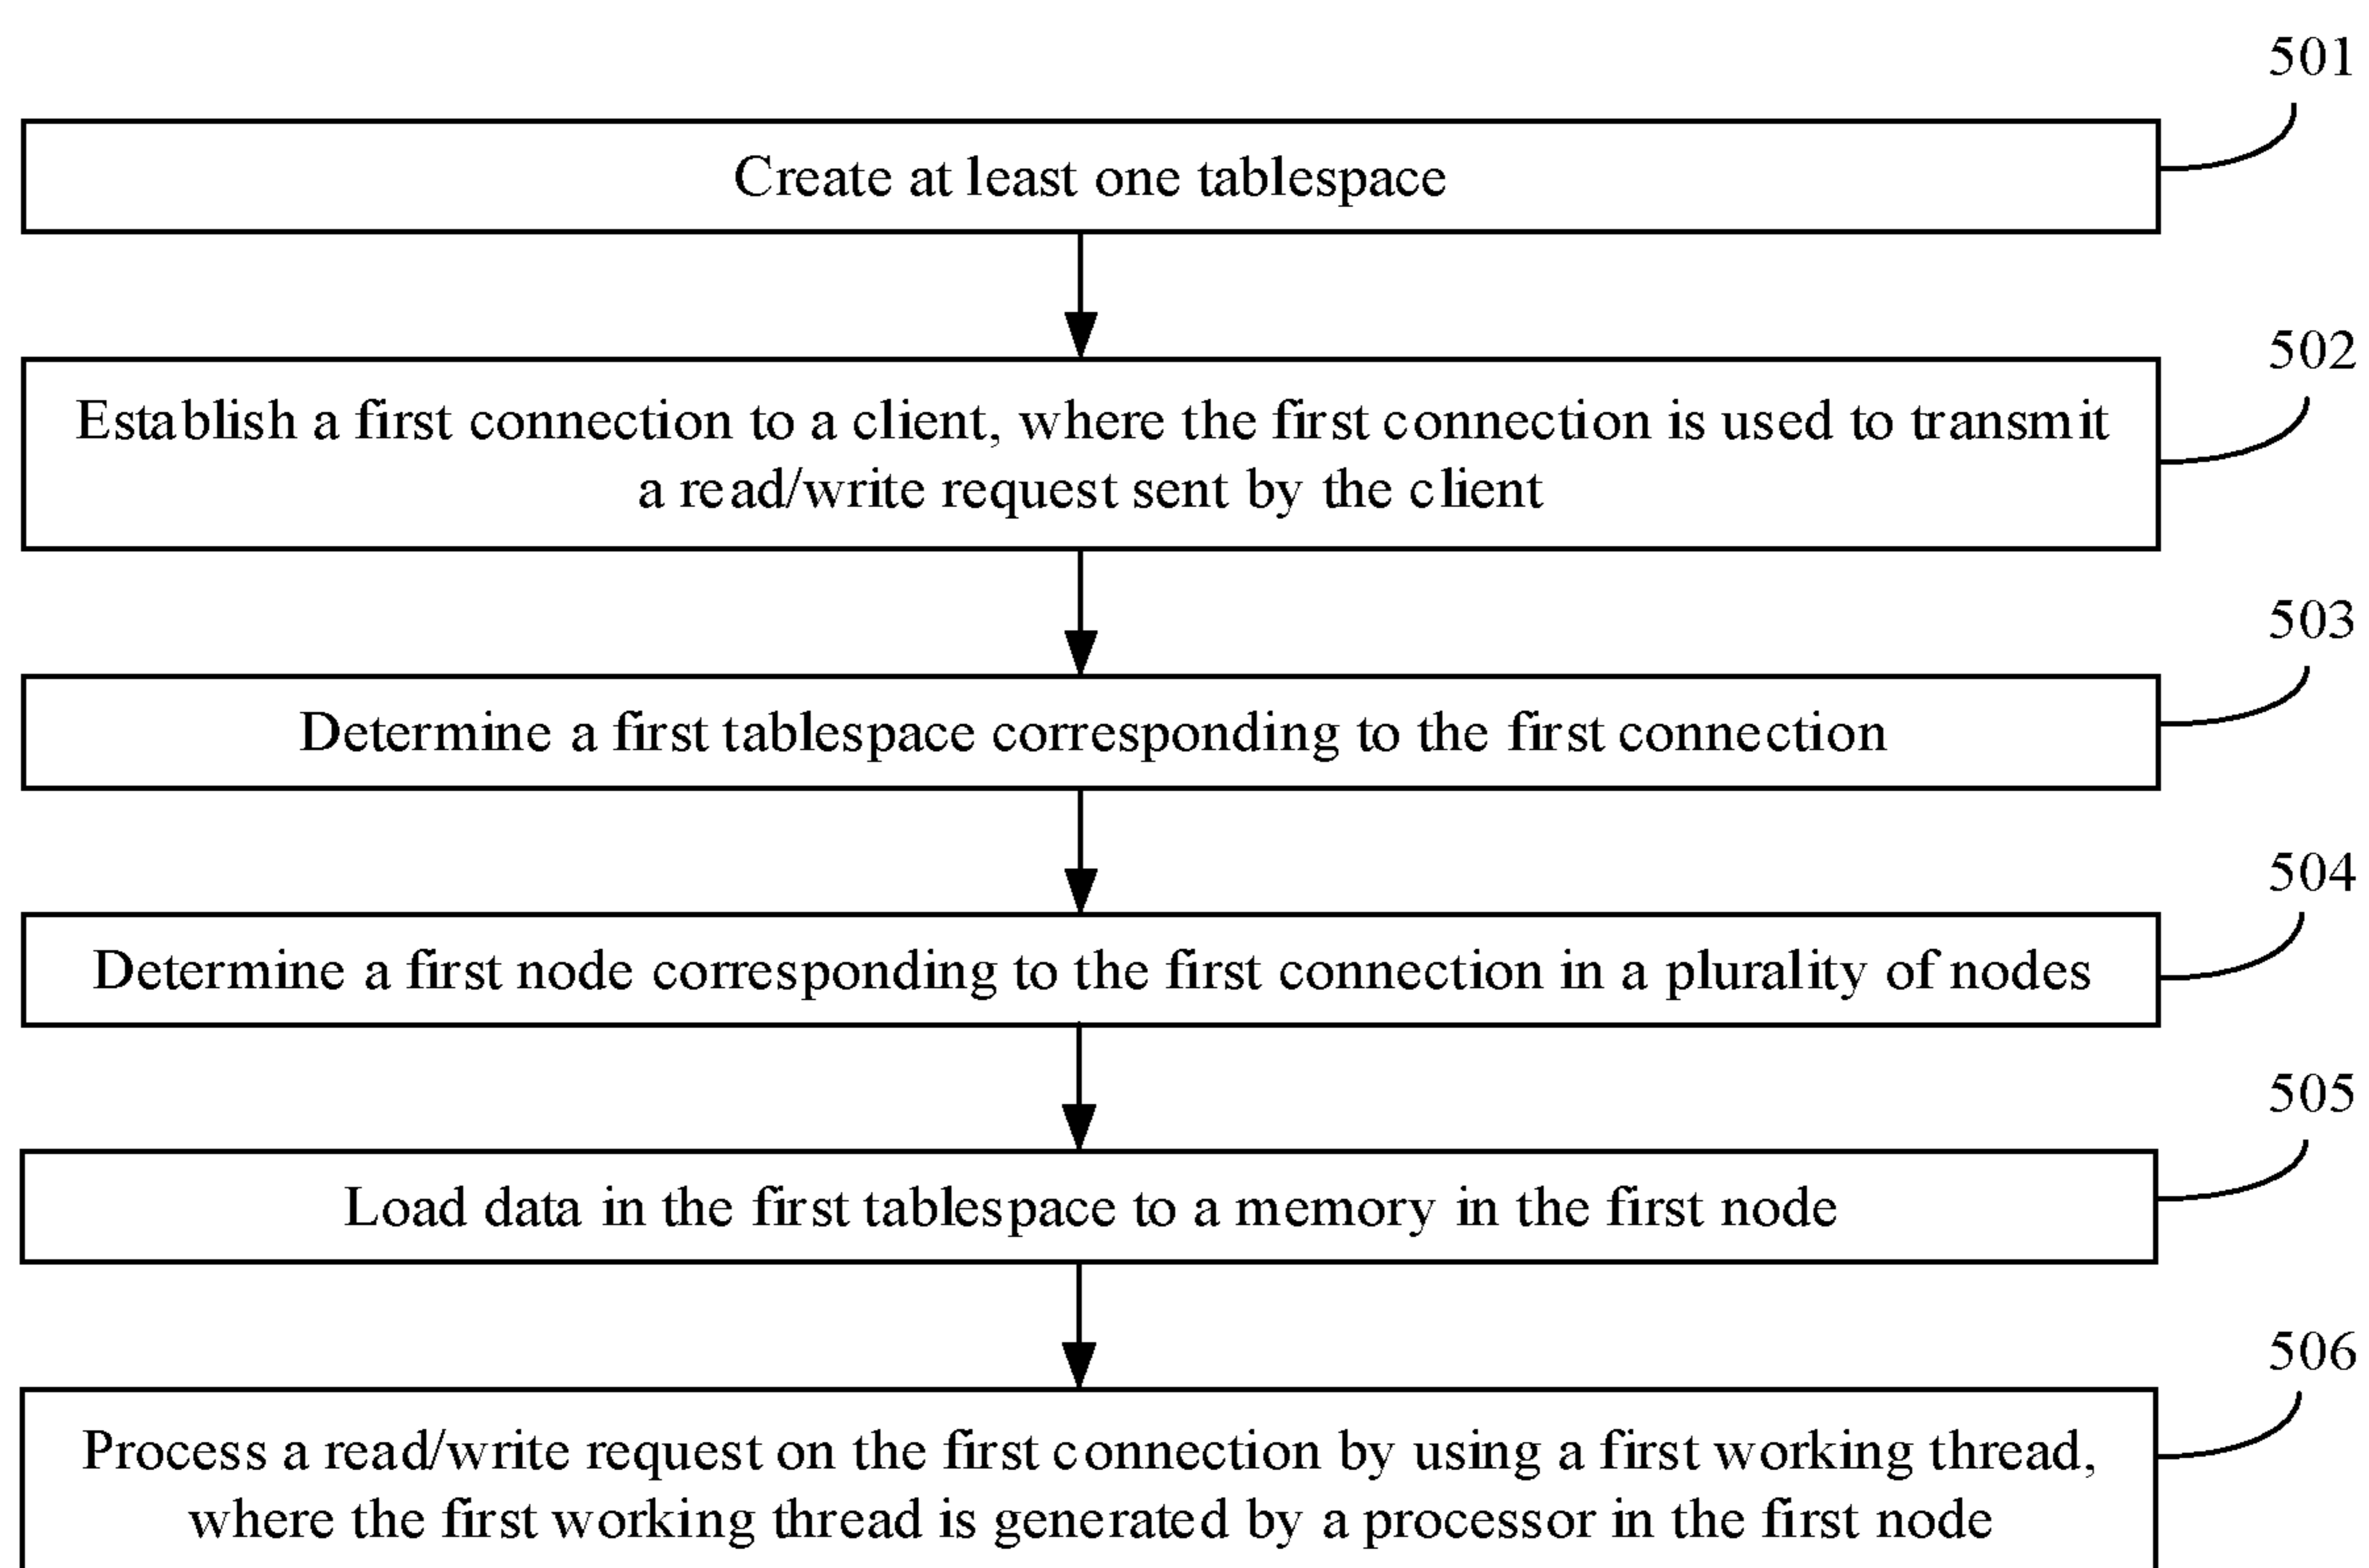 501
Create at least one tablespace
502
Establish a first connection to a client, where the first connection is used to transmit
a read/write request sent by the client
503
Determine a first tablespace corresponding to the first connection
504
Determine a first node corresponding to the first connection in a plurality of nodes
505
Load data in the first tablespace to a memory in the first node
506
Process a read/write request on the first connection by using a first working thread,
where the first working thread is generated by a processor in the first node